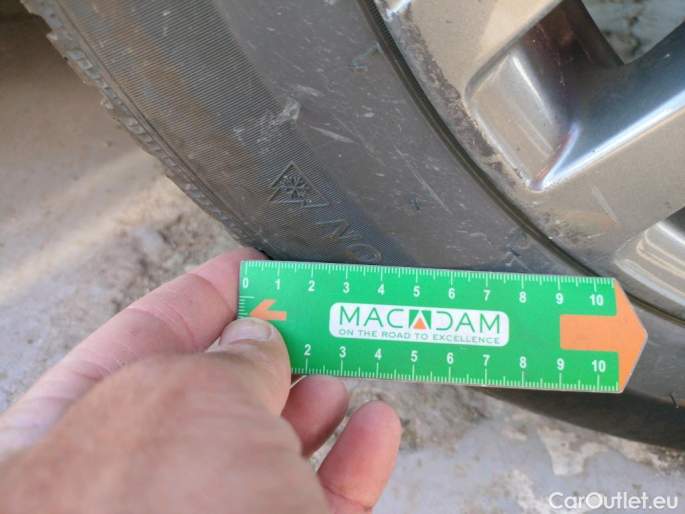 NO
0 1 2 3 4 5 6 7 8 9 10
MACADAM
ON THE ROAD TO EXCELLENCE
2 3 4 5 6 7 8 9 10
CarOutlet.eu